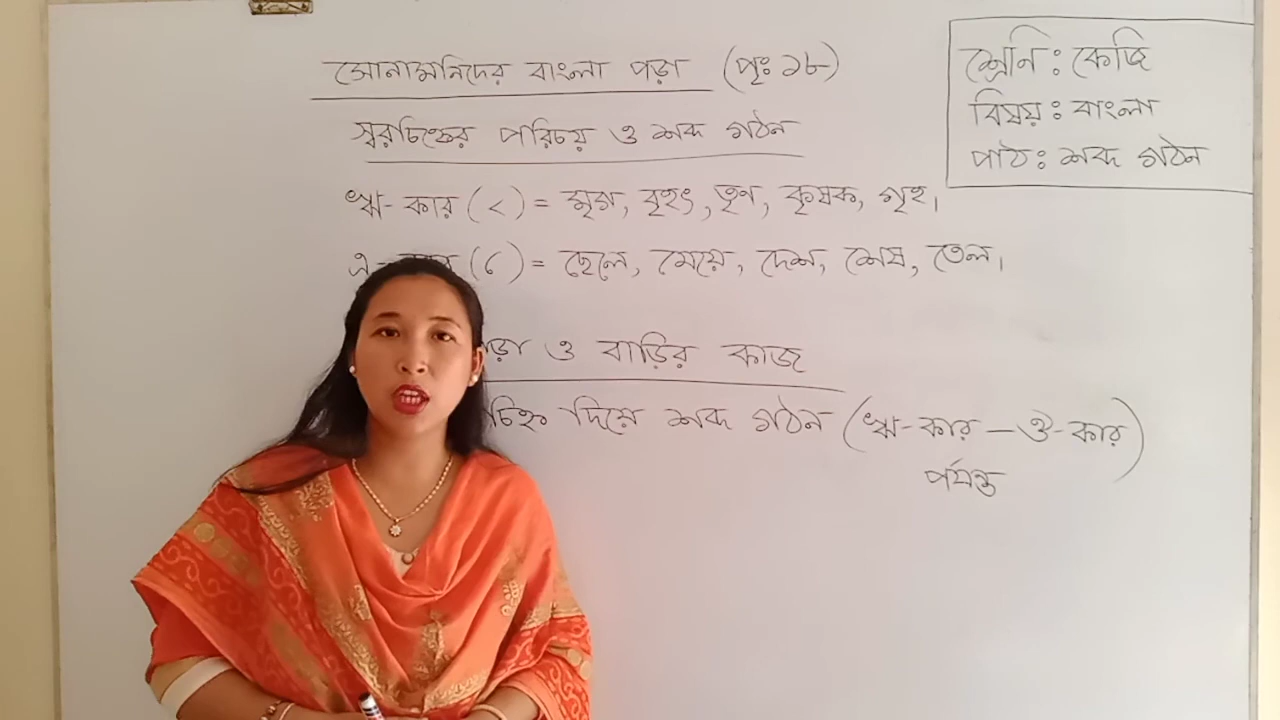 সোনামনিদের বাংলা পড়া (পৃঃ ১৮)
স্বরচিহ্নের পরিচয় ও শব্দ গঠন
ঋ-কার (ৃ) = মৃগ, বৃহৎ, তৃণ, কৃষক, গৃহ।
এ- (ে) = ছেলে, মেয়ে, দেশ, শেষ, তেল।
ও বাড়ির কাজ
দিয়ে শব্দ গঠন (ঋ-কার – ঔ-কার)
পর্যন্ত
শ্রেনি : কেজি
বিষয় : বাংলা
পাঠ : শব্দ গঠন